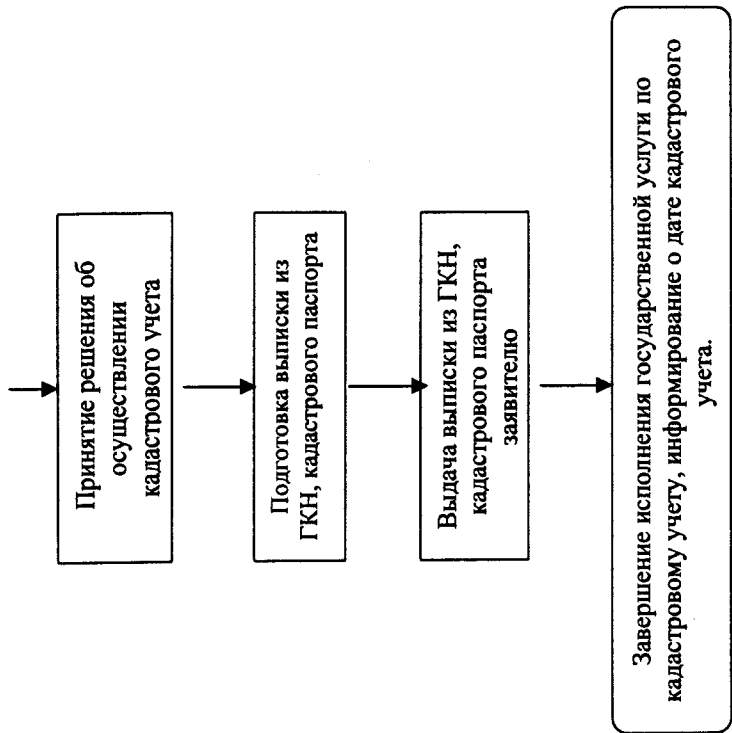 Принятие решения об
осуществлении
кадастрового учета
Подготовка выписки из
ГКН, кадастрового паспорта
Выдача выписки из ГКН,
кадастрового паспорта
заявителю
Завершение исполнения государственной услуги по
кадастровому учету, информирование о дате кадастрового
учета.